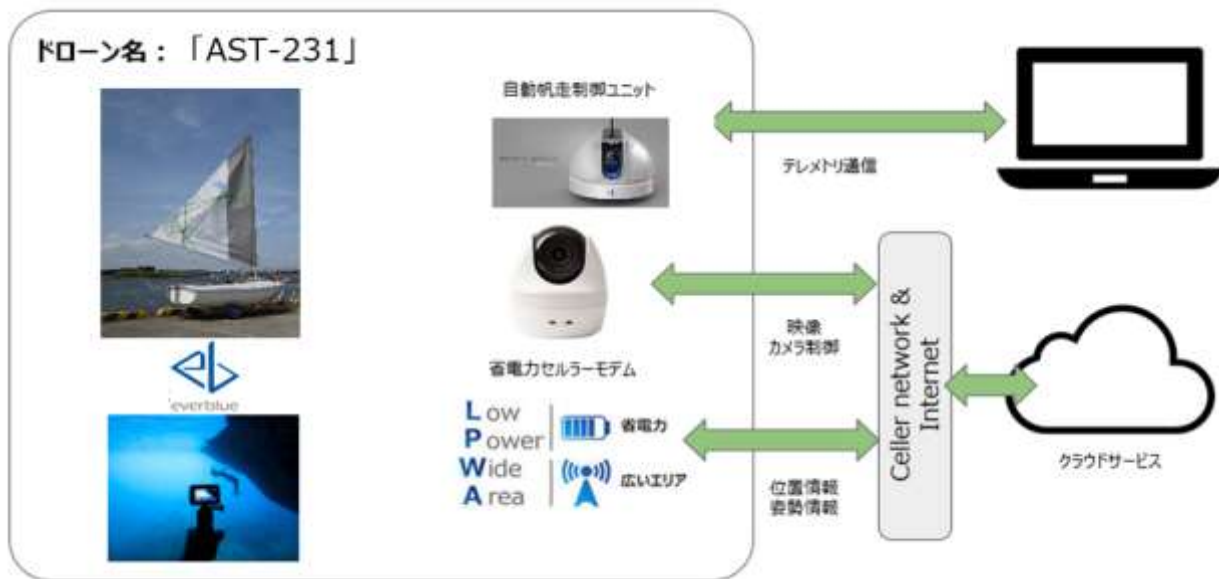 ドローン名：「AST-231」
自動帆走制御ユニット
テレメトリ通信
映像
カメラ制御
省電力セルラーモデム
everblue
Low
Power
Wide
Area
省電力
広いエリア
位置情報
姿勢情報
Celler network &
Internet
クラウドサービス